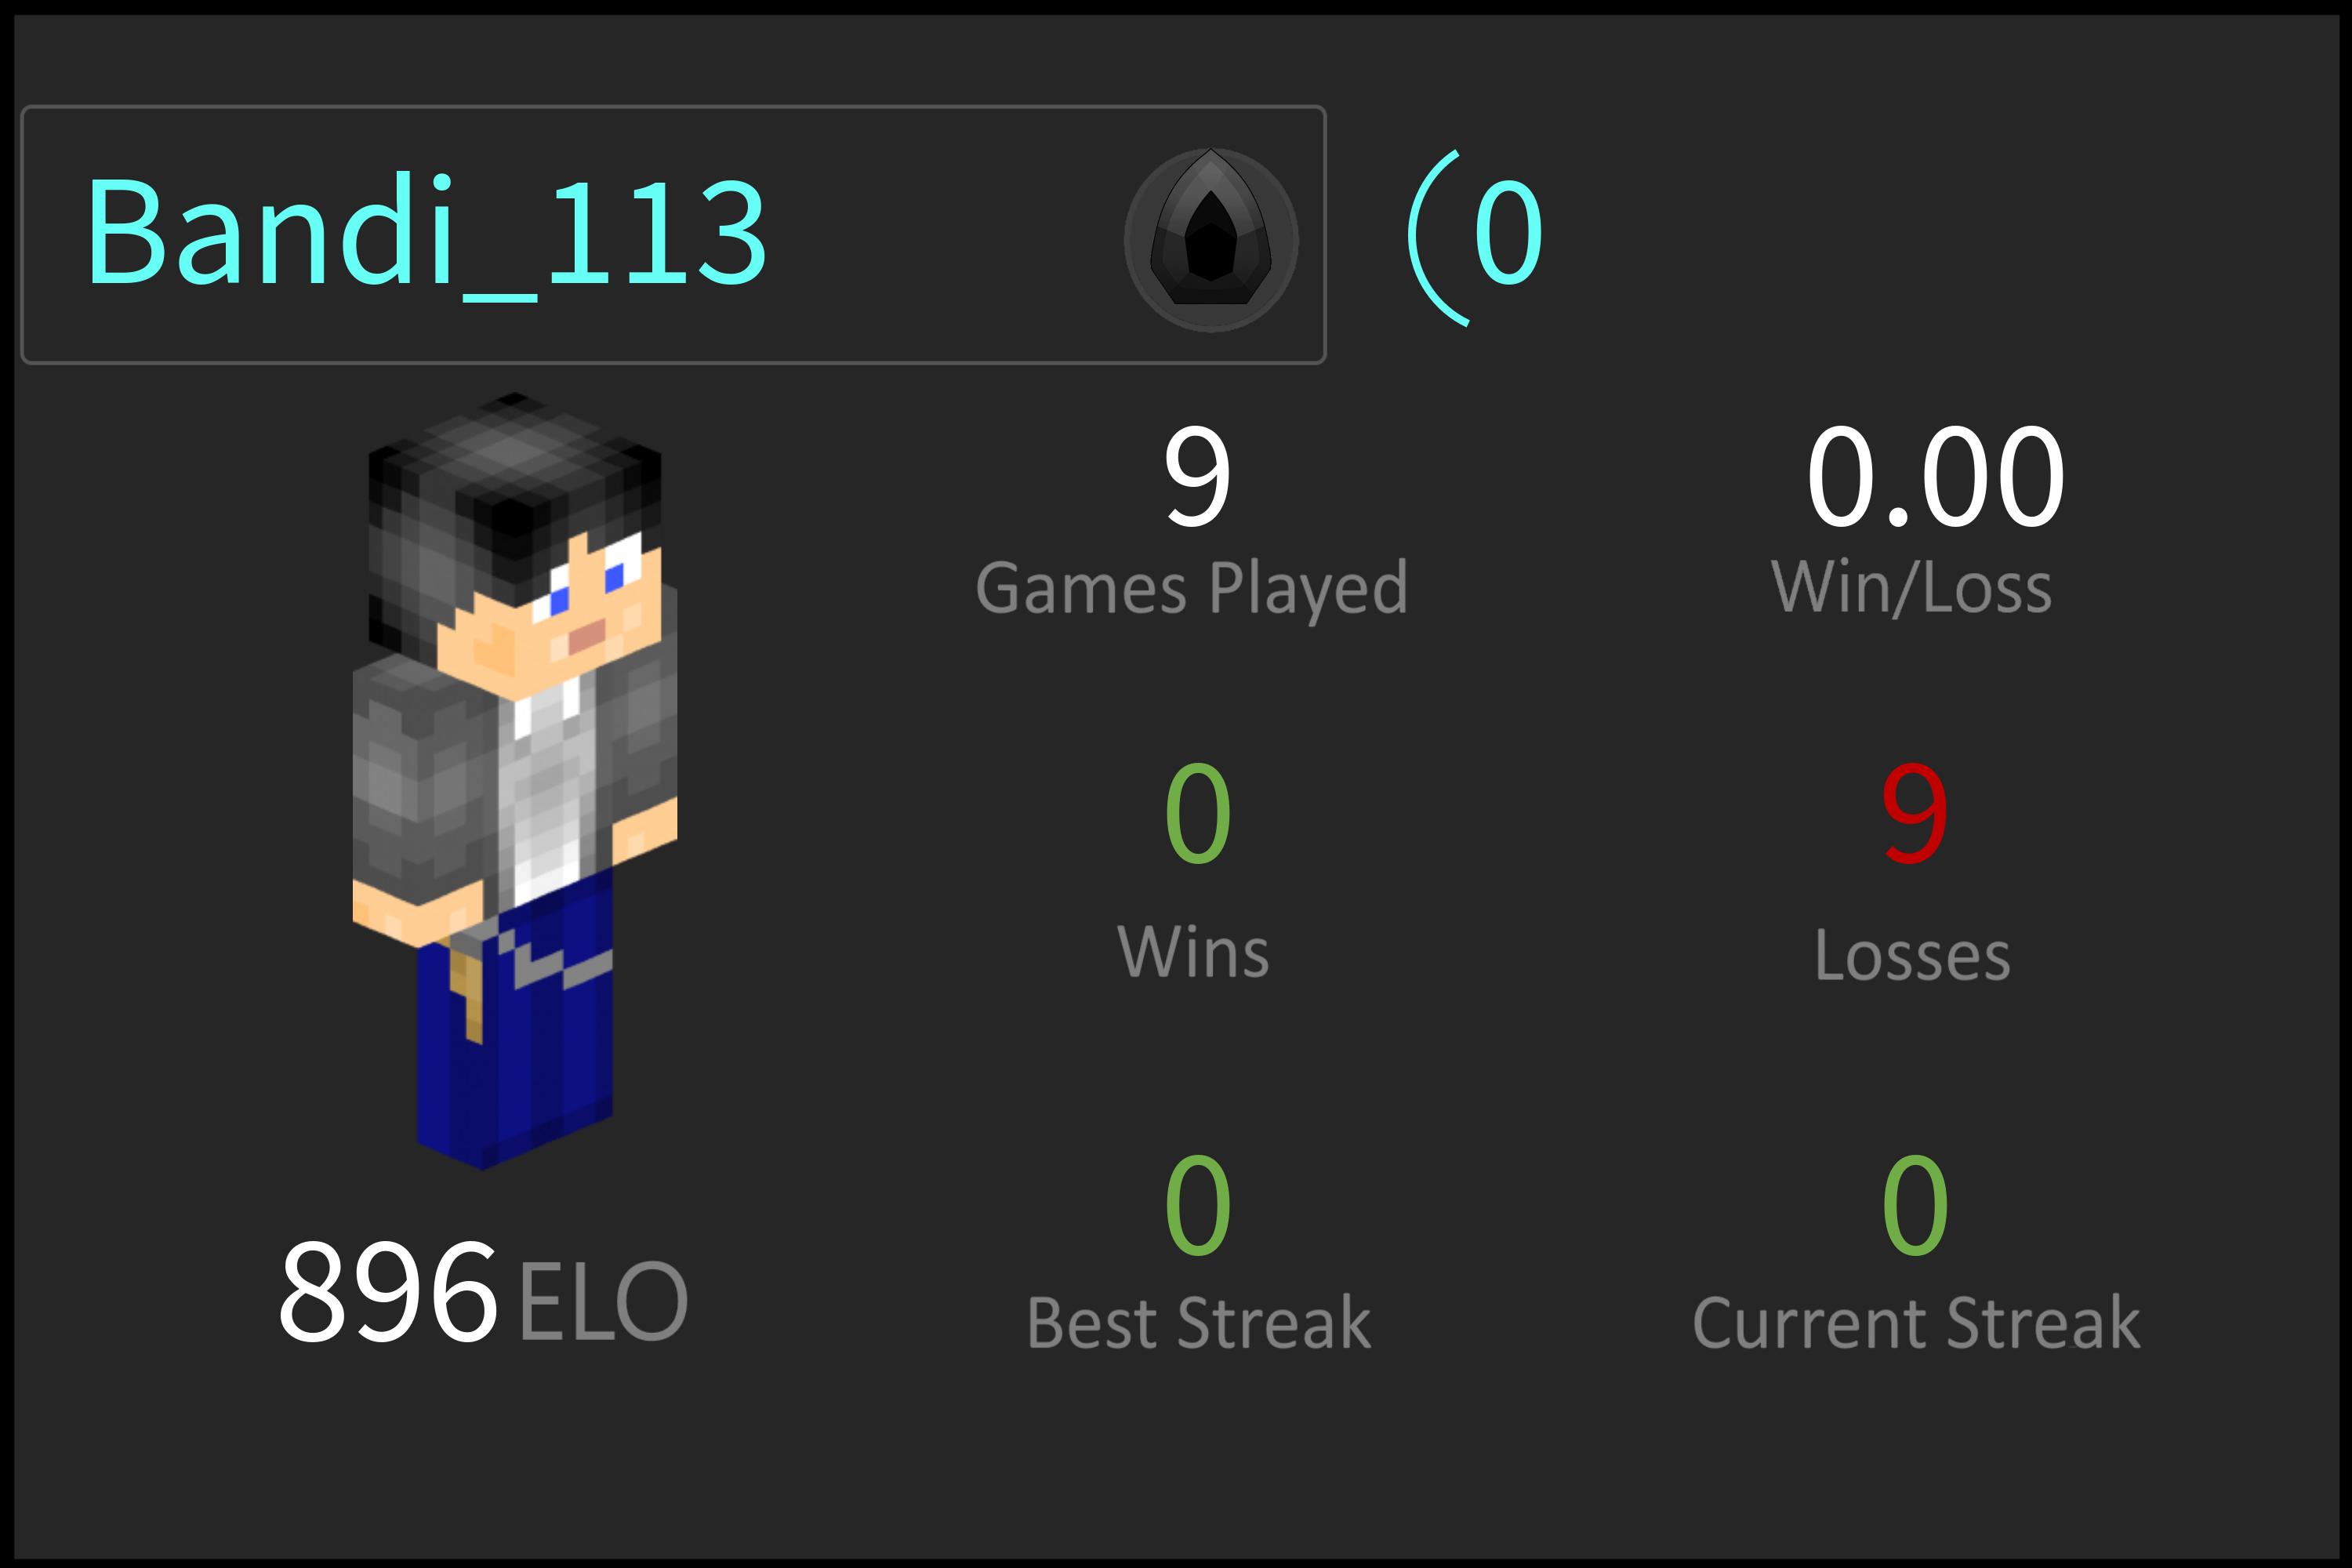 Bandi_113 (0
9 0.00
Games Played Win/Loss
0 9
Wins Losses
0 0
896 ELO Best Streak Current Streak